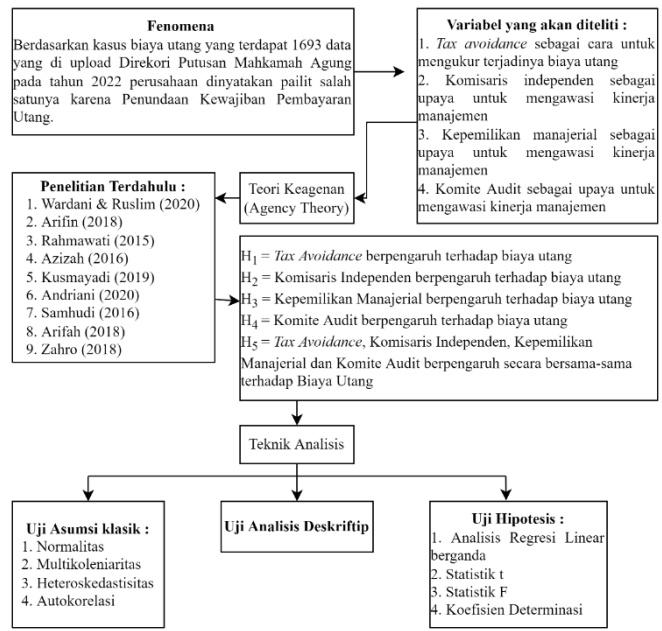 Fenomena
Berdasarkan kasus biaya utang yang terdapat 1693 data
yang di upload Direkori Putusan Mahkamah Agung
pada tahun 2022 perusahaan dinyatakan pailit salah
satunya karena Penundaan Kewajiban Pembayaran
Utang.
Variabel yang akan diteliti :
1. Tax avoidance sebagai cara untuk
mengukur terjadinya biaya utang
2. Komisaris independen sebagai
upaya untuk mengawasi kinerja
manajemen
3. Kepemilikan manajerial sebagai
upaya untuk mengawasi kinerja
manajemen
4. Komite Audit sebagai upaya untuk
mengawasi kinerja manajemen
Teori Keagenan
(Agency Theory)
Penelitian Terdahulu :
1. Wardani & Ruslim (2020)
2. Arifin (2018)
3. Rahmawati (2015)
4. Azizah (2016)
5. Kusmayadi (2019)
6. Andriani (2020)
7. Samhudi (2016)
8. Arifah (2018)
9. Zahro (2018)
H1 = Tax Avoidance berpengaruh terhadap biaya utang
H2 = Komisaris Independen berpengaruh terhadap biaya utang
H3 = Kepemilikan Manajerial berpengaruh terhadap biaya utang
H4 = Komite Audit berpengaruh terhadap biaya utang
H5 = Tax Avoidance, Komisaris Independen, Kepemilikan
Manajerial dan Komite Audit berpengaruh secara bersama-sama
terhadap Biaya Utang
Teknik Analisis
Uji Asumsi klasik :
1. Normalitas
2. Multikoleniaritas
3. Heteroskedastisitas
4. Autokorelasi
Uji Analisis Deskriftip
Uji Hipotesis :
1. Analisis Regresi Linear
berganda
2. Statistik t
3. Statistik F
4. Koefisien Determinasi